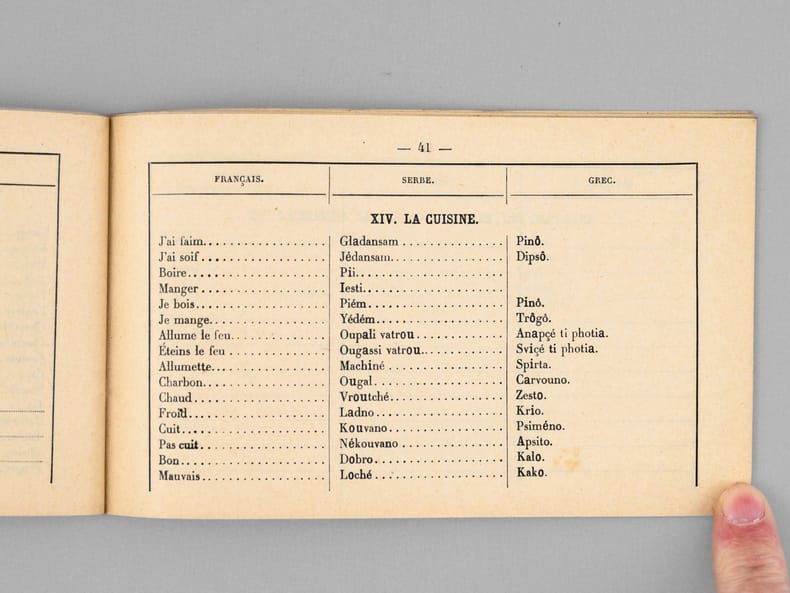 — 41 —
FRANÇAIS. SERBE. GREC.
XIV. LA CUISINE.
J'ai faim.................... Gladansam ................ Pinô.
J'ai soif .................... Jédansam................. Dipsô.
Boire....................... Pii........................
Manger .................... Iesti.......................
Je bois...................... Piém...................... Pinô.
Je mange................... Yédém.................... Trôgô.
Allume le feu............... Oupali vatrou............. Anapçé ti photia.
Éteins le feu ............... Ougassi vatrou............ Sviçé ti photia.
Allumette................... Machiné .................. Spirta.
Charbon.................... Ougal..................... Carvouno.
Chaud...................... Vroutché.................. Zesto.
Froid....................... Ladno .................... Krio.
Cuit........................ Kouvano.................. Psiméno.
Pas cuit.................... Nékouvano ............... Apsito.
Bon........................ Dobro..................... Kalo.
Mauvais.................... Loché ..................... Kako.